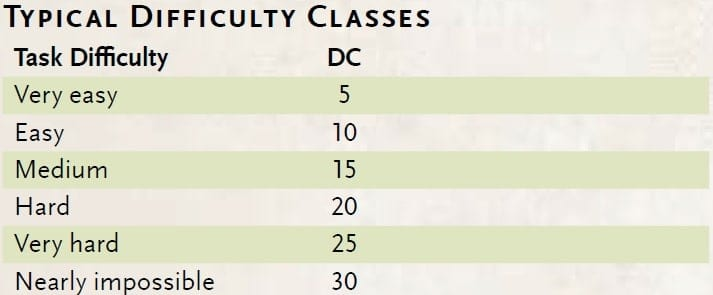 Typical Difficulty Classes
Task Difficulty DC
Very easy 5
Easy 10
Medium 15
Hard 20
Very hard 25
Nearly impossible 30